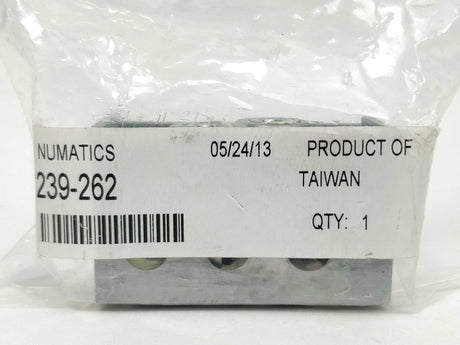 NUMATICS 05/24/13 PRODUCT OF
239-262 TAIWAN
QTY: 1